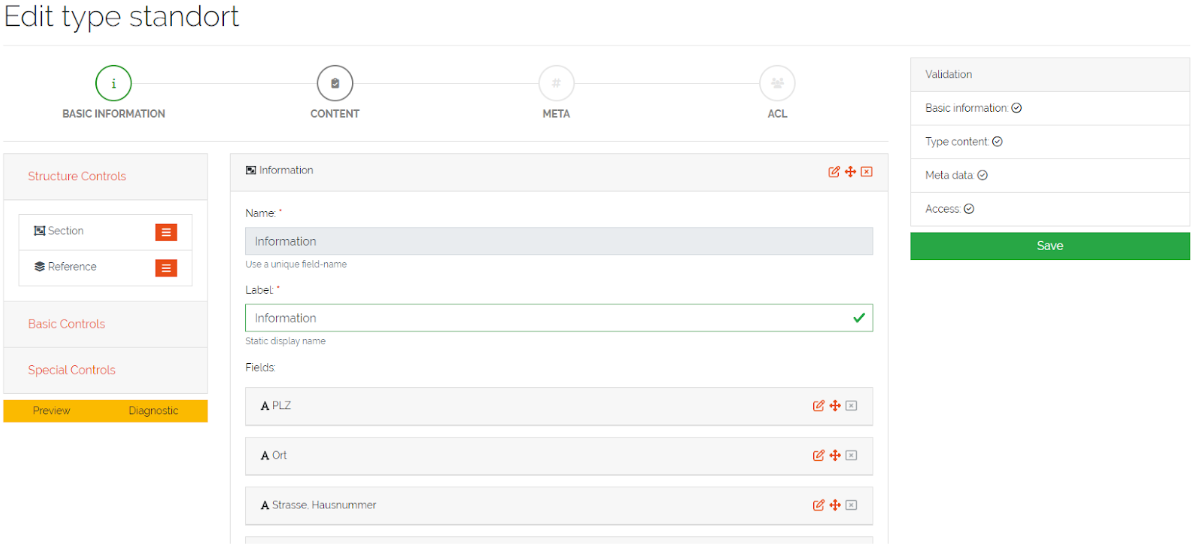 Edit type standort
BASIC INFORMATION
CONTENT
META
ACL
Structure Controls
Section
Reference
Basic Controls
Special Controls
Preview
Diagnostic
Information
Name: *
Information
Use a unique field-name
Label: *
Information
Static display name
Fields:
A PLZ
A Ort
A Strasse, Hausnummer
Validation
Basic information:
Type content:
Meta data:
Access:
Save